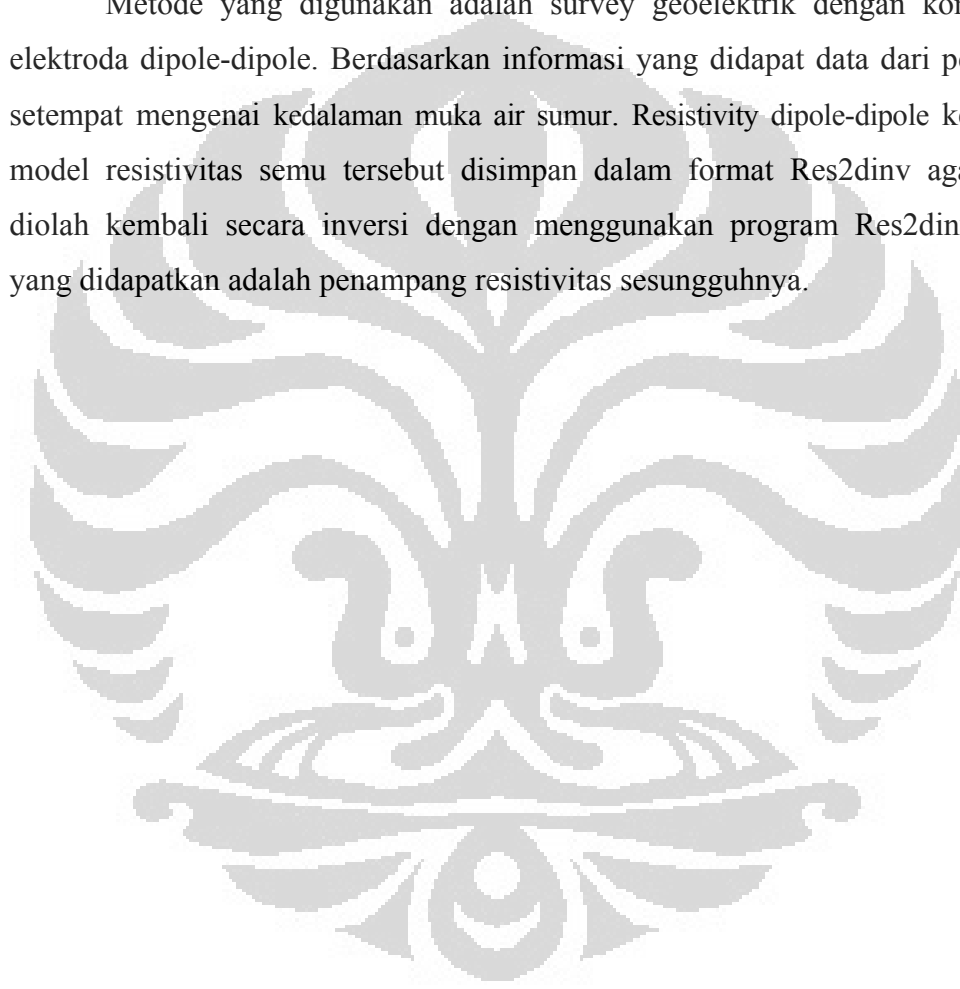 Metode yang digunakan adalah survey geoelektrik dengan
elektroda dipole-dipole. Berdasarkan informasi yang didapat data dari
setempat mengenai kedalaman muka air sumur. Resistivity dipole-dipole
model resistivitas semu tersebut disimpan dalam format Res2dinv
diolah kembali secara inversi dengan menggunakan program
yang didapatkan adalah penampang resistivitas sesungguhnya.